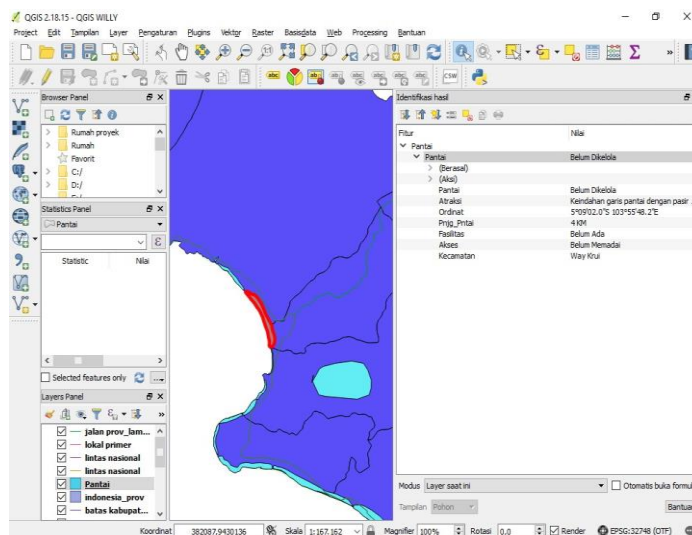 QGIS 2.18.15 - QGIS WILLY
Project Edit Tampilan Layer Pengaturan Plugins Vektor Raster Basisdata Web Processing Bantuan
Browser Panel
Rumah proyek
Rumah
Favorit
C:/
D:/
Statistics Panel
Pantai
Statistic Nilai
Selected features only
Layers Panel
jalan prov_lam...
lokal primer
lintas nasional
lintas nasional
Pantai
indonesia_prov
batas kabupat...
Identifikasi hasil
Fitur Nilai
Pantai
Pantai Belum Dikelola
(Berasal)
(Aksi)
Pantai Belum Dikelola
Atraksi Keindahan garis pantai dengan pasir
Ordinat 5°09'02.0"S 103°55'48.2"E
Pnjg_Pntai 4 KM
Fasilitas Belum Ada
Akses Belum Memadai
Kecamatan Way Krui
Modus Layer saat ini Otomatis buka formul
Tampilan Pohon Bantuan
Koordinat 382087,9430136 Skala 1:167.162 Magnifier 100% Rotasi 0,0 Render EPSG:32748 (OTF)